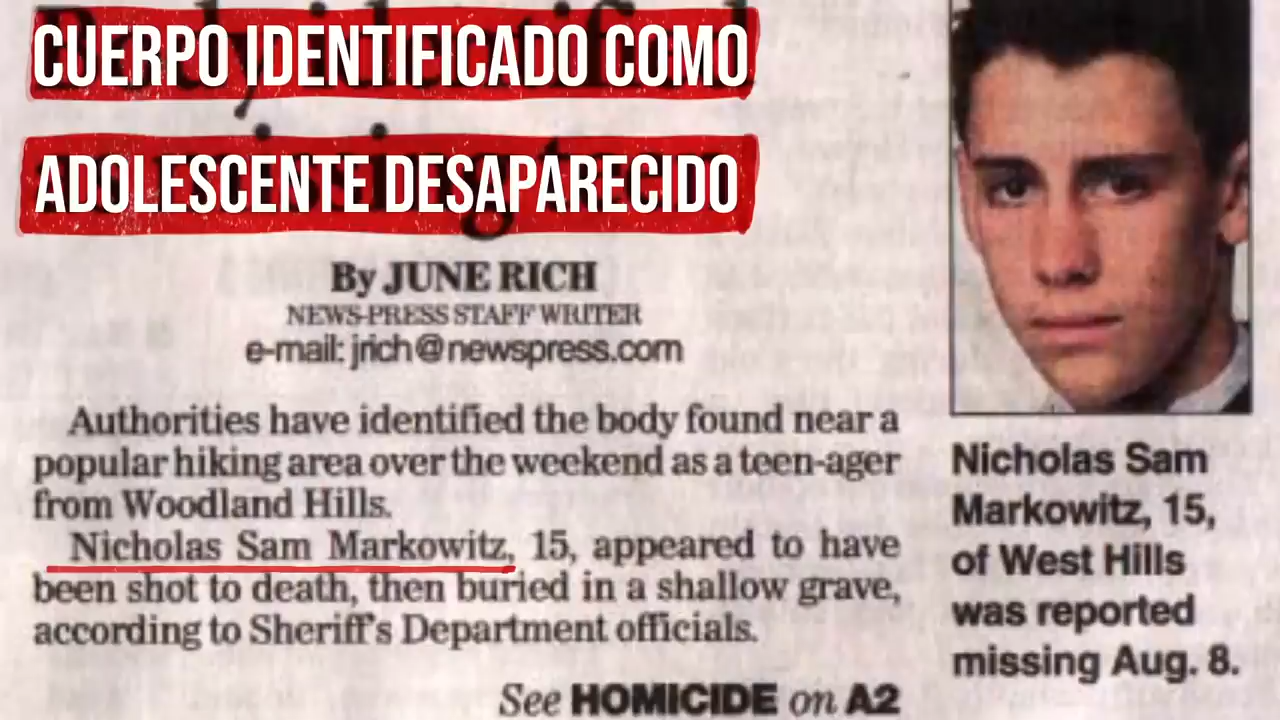 CUERPO IDENTIFICADO COMO
ADOLESCENTE DESAPARECIDO
By JUNE RICH
NEWS-PRESS STAFF WRITER
e-mail: jrich@newspress.com
Authorities have identified the body found near a
popular hiking area over the weekend as a teen-ager
from Woodland Hills.
Nicholas Sam Markowitz, 15, appeared to have
been shot to death, then buried in a shallow grave,
according to Sheriff's Department officials.
See HOMICIDE on A2
Nicholas Sam
Markowitz, 15,
of West Hills
was reported
missing Aug. 8.